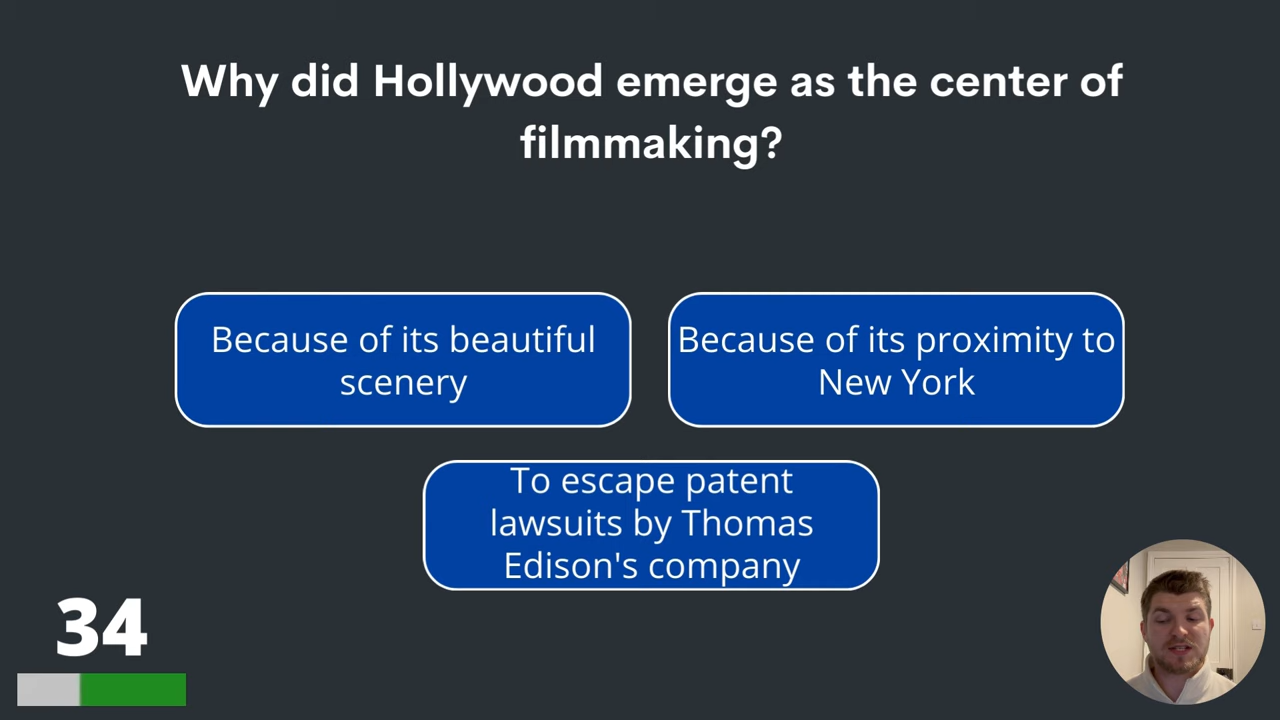 Why did Hollywood emerge as the center of
filmmaking?
Because of its beautiful
scenery
Because of its proximity to
New York
To escape patent
lawsuits by Thomas
Edison's company
34